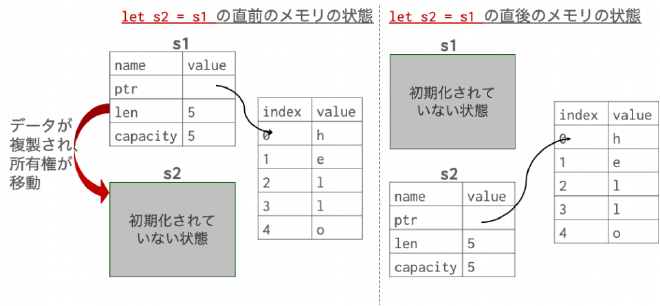 let s2 = s1 の直前のメモリの状態
s1
name value
ptr
len 5
capacity 5
データが
複製され、
所有権が
移動
s2
初期化されて
いない状態
index value
0 h
1 e
2 l
3 l
4 o
let s2 = s1 の直後のメモリの状態
s1
初期化されて
いない状態
s2
name value
ptr
len 5
capacity 5
index value
0 h
1 e
2 l
3 l
4 o